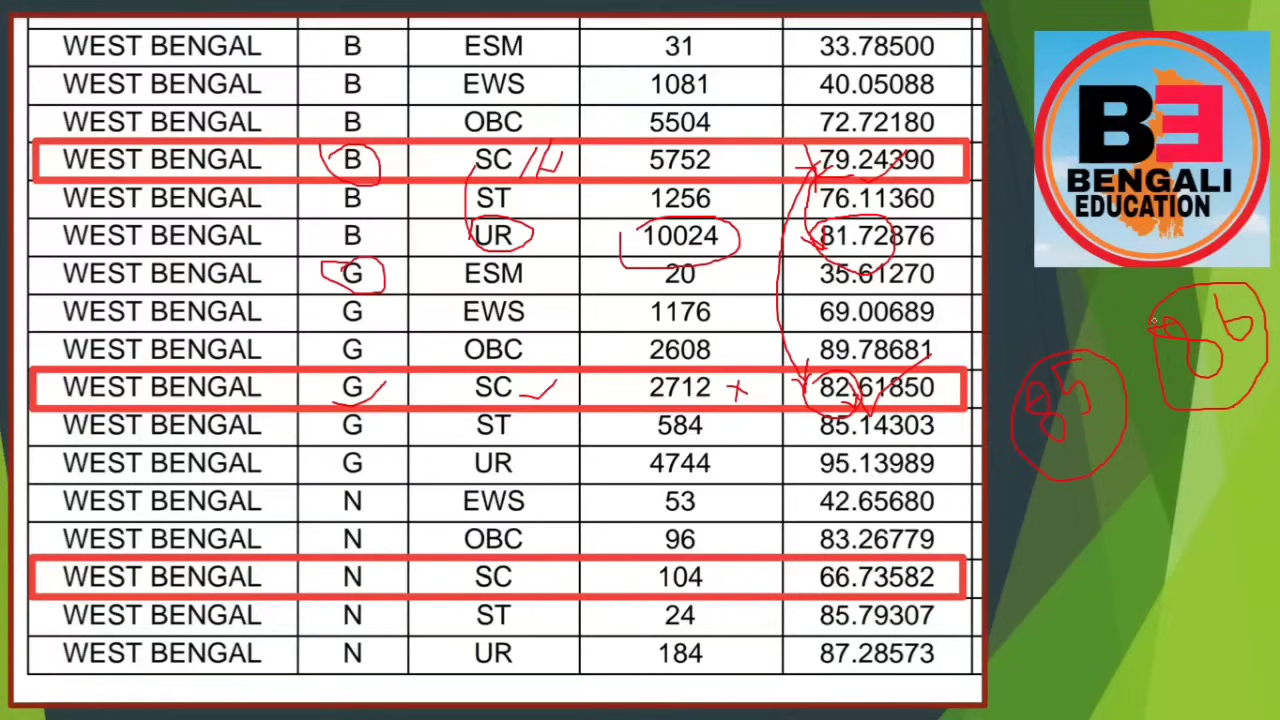 WEST BENGAL B ESM 31 33.78500
WEST BENGAL B EWS 1081 40.05088
WEST BENGAL B OBC 5504 72.72180
WEST BENGAL B SC 5752 79.24390
WEST BENGAL B ST 1256 76.11360
WEST BENGAL B UR 10024 81.72876
WEST BENGAL G ESM 20 35.61270
WEST BENGAL G EWS 1176 69.00689
WEST BENGAL G OBC 2608 89.78681
WEST BENGAL G SC 2712 82.61850
WEST BENGAL G ST 584 85.14303
WEST BENGAL G UR 4744 95.13989
WEST BENGAL N EWS 53 42.65680
WEST BENGAL N OBC 96 83.26779
WEST BENGAL N SC 104 66.73582
WEST BENGAL N ST 24 85.79307
WEST BENGAL N UR 184 87.28573
BE
BENGALI
EDUCATION
86
85